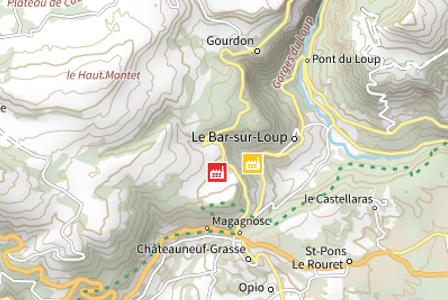 Plateau de C
Gourdon
Gorges du Loup
Pont du Loup
le Haut Montet
e
Le Bar-sur-Loup
le Castellaras
Magagnosc
Châteauneuf-Grasse
St-Pons
Le Rouret
Opio